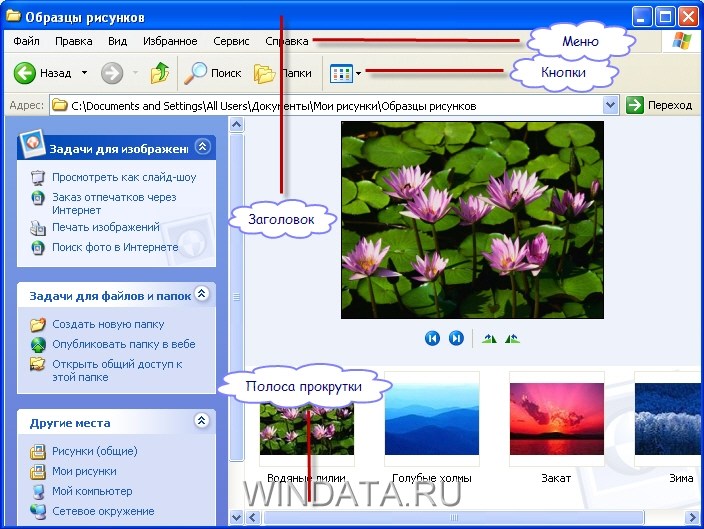 Образцы рисунков
Файл Правка Вид Избранное Сервис Справка
Меню
Назад Поиск Папки
Кнопки
Адрес: C:\Documents and Settings\All Users\Документы\Мои рисунки\Образцы рисунков Переход
Задачи для изображени
Просмотреть как слайд-шоу
Заказ отпечатков через
Интернет
Печать изображений
Поиск фото в Интернете
Заголовок
Задачи для файлов и папок
Создать новую папку
Опубликовать папку в вебе
Открыть общий доступ к
этой папке
Полоса прокрутки
Другие места
Рисунки (общие)
Мои рисунки
Мой компьютер
Сетевое окружение
Водяные лилии Голубые холмы Закат Зима
WINDATA.RU